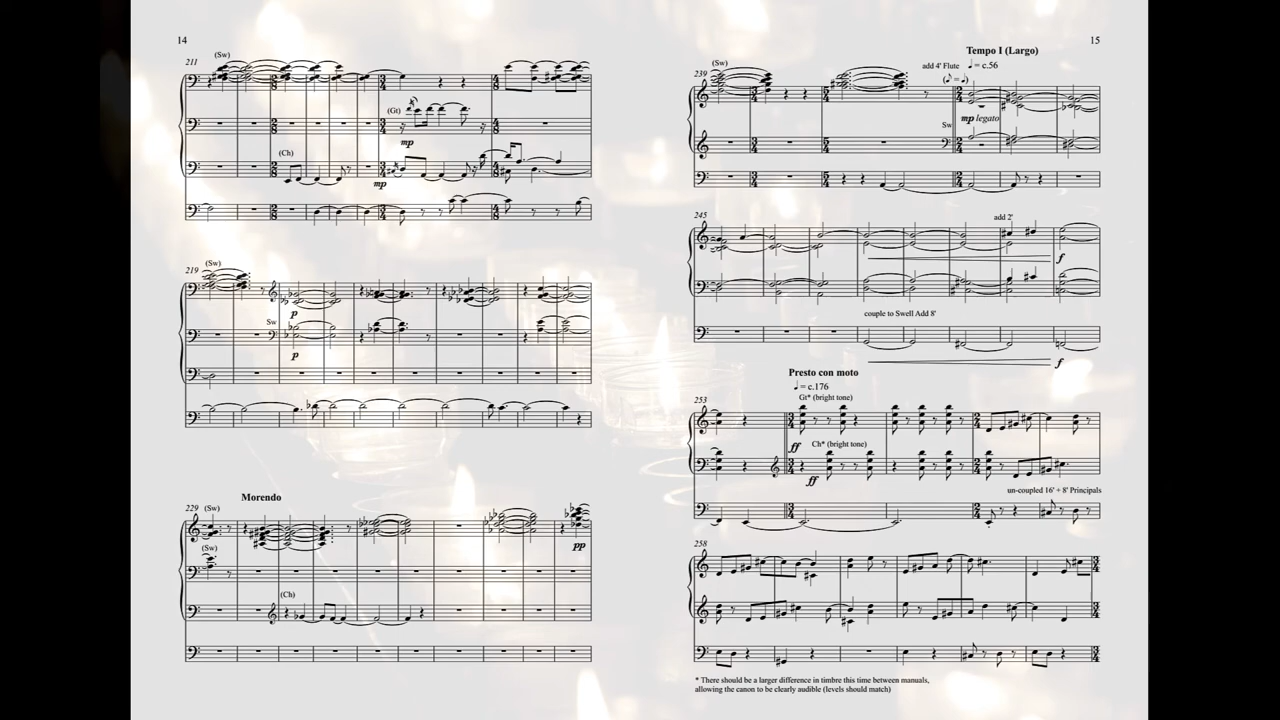 14
211
(Sw)
(Gt)
mp
(Ch)
mp
219
(Sw)
p
Sw
p
Morendo
229
(Sw)
(Sw)
pp
(Ch)
15
Tempo I (Largo)
239
(Sw)
add 4' Flute
♩ = c.56
(♪ = ♩)
mp legato
Sw
245
add 2'
f
couple to Swell Add 8'
f
Presto con moto
♩ = c.176
253
Gt* (bright tone)
ff
Ch* (bright tone)
ff
un-coupled 16' + 8' Principals
258
* There should be a larger difference in timbre this time between manuals,
allowing the canon to be clearly audible (levels should match)